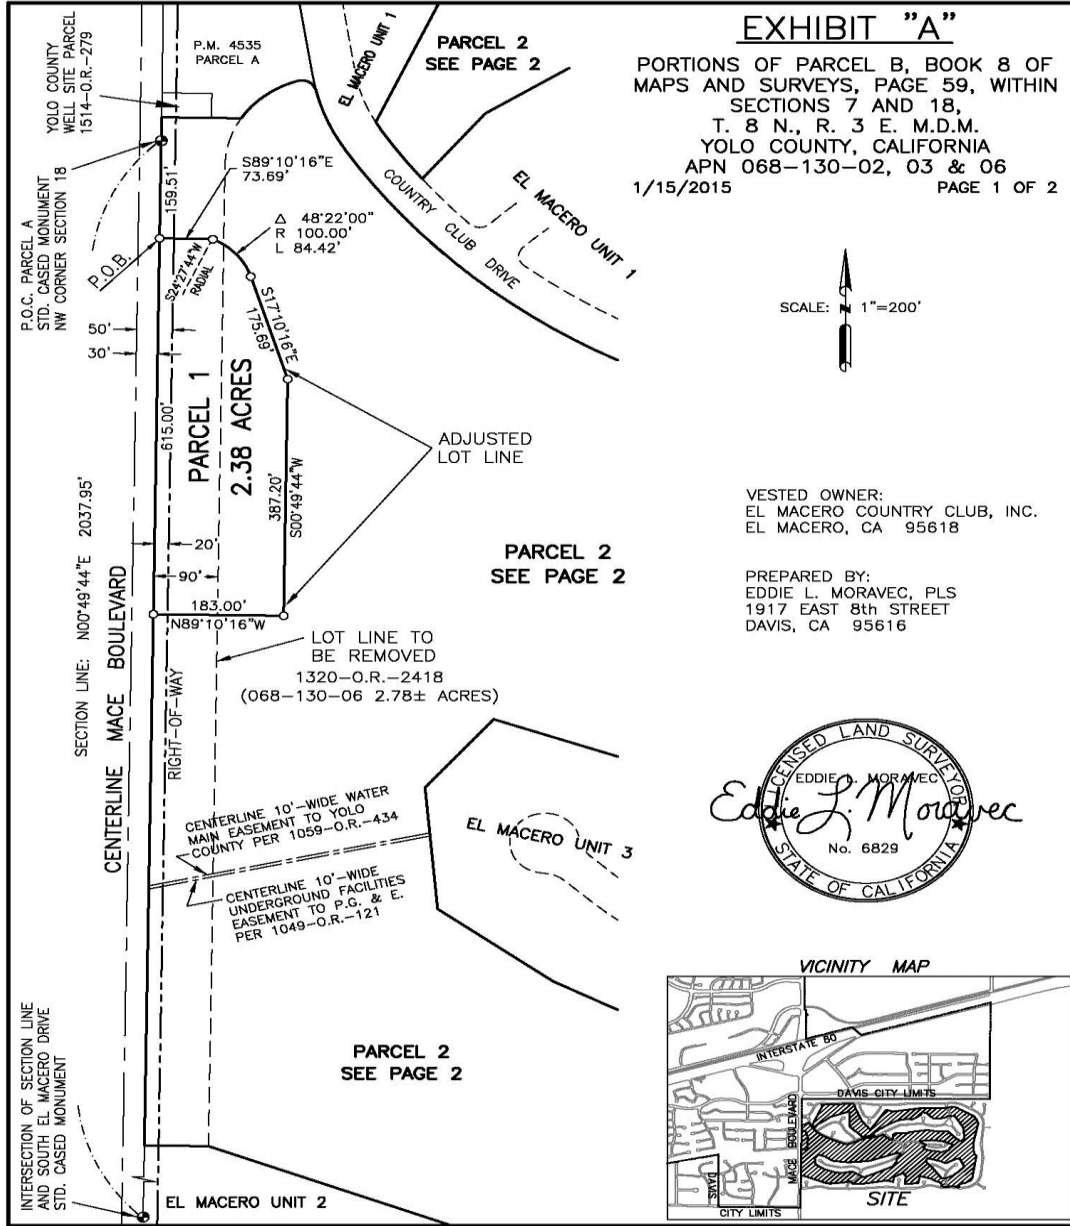 EXHIBIT "A"
PORTIONS OF PARCEL B, BOOK 8 OF
MAPS AND SURVEYS, PAGE 59, WITHIN
SECTIONS 7 AND 18,
T. 8 N., R. 3 E. M.D.M.
YOLO COUNTY, CALIFORNIA
APN 068-130-02, 03 & 06
1/15/2015
PAGE 1 OF 2
YOLO COUNTY
WELL SITE PARCEL
1514-O.R.-279
P.M. 4535
PARCEL A
EL MACERO UNIT 1
PARCEL 2
SEE PAGE 2
P.O.C. PARCEL A
STD. CASED MONUMENT
NW CORNER SECTION 18
159.51'
S89°10'16"E
73.69'
Δ 48°22'00"
R 100.00'
L 84.42'
COUNTRY CLUB DRIVE
EL MACERO UNIT 1
P.O.B.
S24°27'44"W
RADIAL
SCALE: N 1"=200'
50'
30'
S17°10'16"E
175.69'
615.00'
PARCEL 1
2.38 ACRES
ADJUSTED
LOT LINE
387.20'
S00°49'44"W
VESTED OWNER:
EL MACERO COUNTRY CLUB, INC.
EL MACERO, CA 95618
20'
90'
PARCEL 2
SEE PAGE 2
PREPARED BY:
EDDIE L. MORAVEC, PLS
1917 EAST 8th STREET
DAVIS, CA 95616
183.00'
N89°10'16"W
SECTION LINE: N00°49'44"E 2037.95'
CENTERLINE MACE BOULEVARD
RIGHT-OF-WAY
LOT LINE TO
BE REMOVED
1320-O.R.-2418
(068-130-06 2.78± ACRES)
LICENSED LAND SURVEYOR
EDDIE L. MORAVEC
Eddie L. Moravec
No. 6829
STATE OF CALIFORNIA
CENTERLINE 10'-WIDE WATER
MAIN EASEMENT TO YOLO
COUNTY PER 1059-O.R.-434
EL MACERO UNIT 3
CENTERLINE 10'-WIDE
UNDERGROUND FACILITIES
EASEMENT TO P.G. & E.
PER 1049-O.R.-121
PARCEL 2
SEE PAGE 2
INTERSECTION OF SECTION LINE
AND SOUTH EL MACERO DRIVE
STD. CASED MONUMENT
EL MACERO UNIT 2
VICINITY MAP
INTERSTATE 80
DAVIS CITY LIMITS
MACE BOULEVARD
DAVIS
CITY LIMITS
SITE